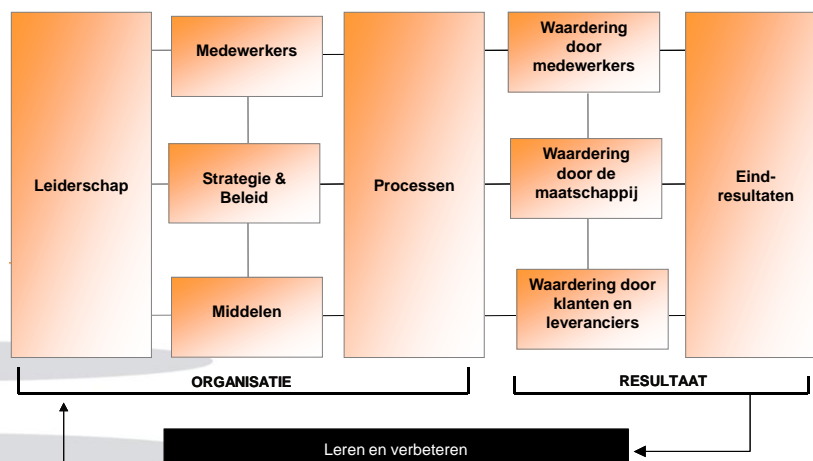 Leiderschap
Medewerkers
Strategie &
Beleid
Middelen
Processen
Waardering
door
medewerkers
Waardering
door de
maatschappij
Waardering door
klanten en
leveranciers
Eind-
resultaten
ORGANISATIE
RESULTAAT
Leren en verbeteren